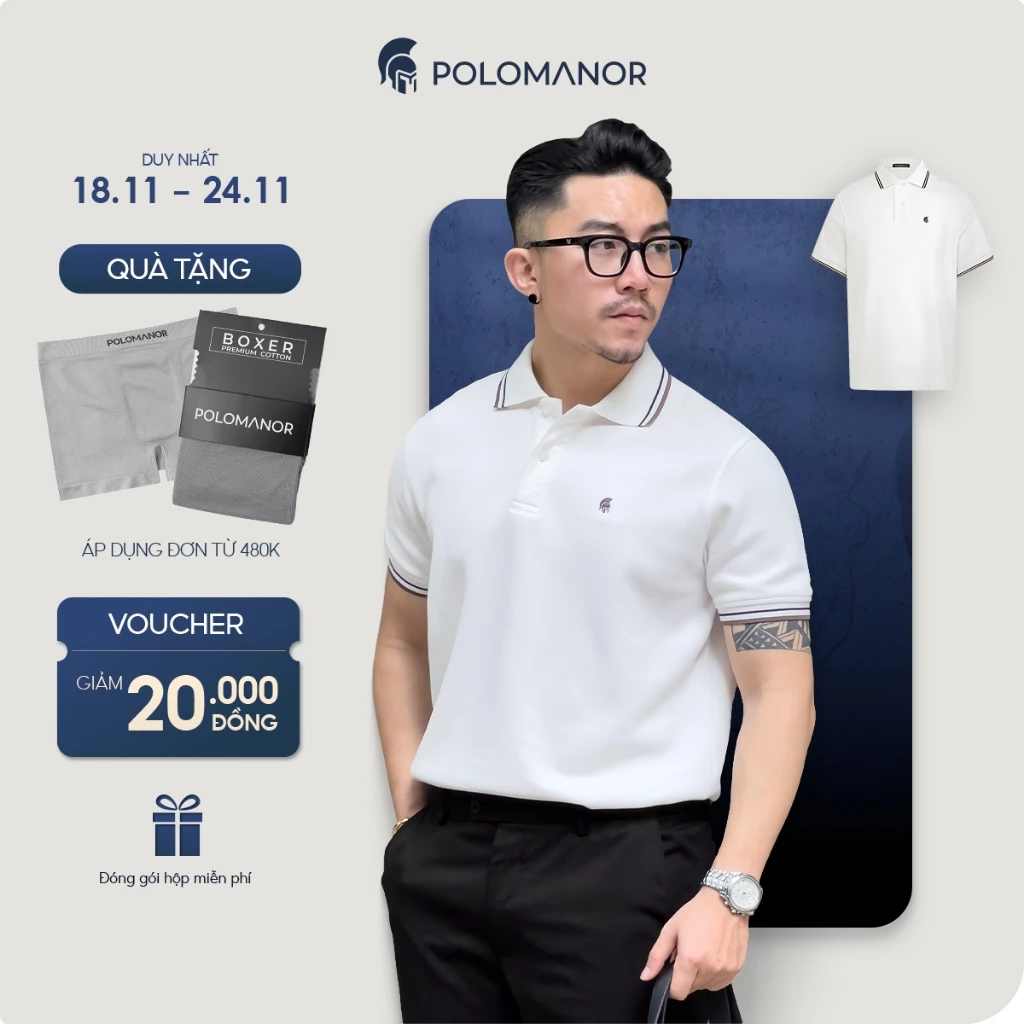 POLOMANOR
DUY NHẤT
18.11 – 24.11
QUÀ TẶNG
POLOMANOR
BOXER
PREMIUM COTTON
POLOMANOR
ÁP DỤNG ĐƠN TỪ 480K
VOUCHER
GIẢM 20.000 ĐỒNG
Đóng gói hộp miễn phí